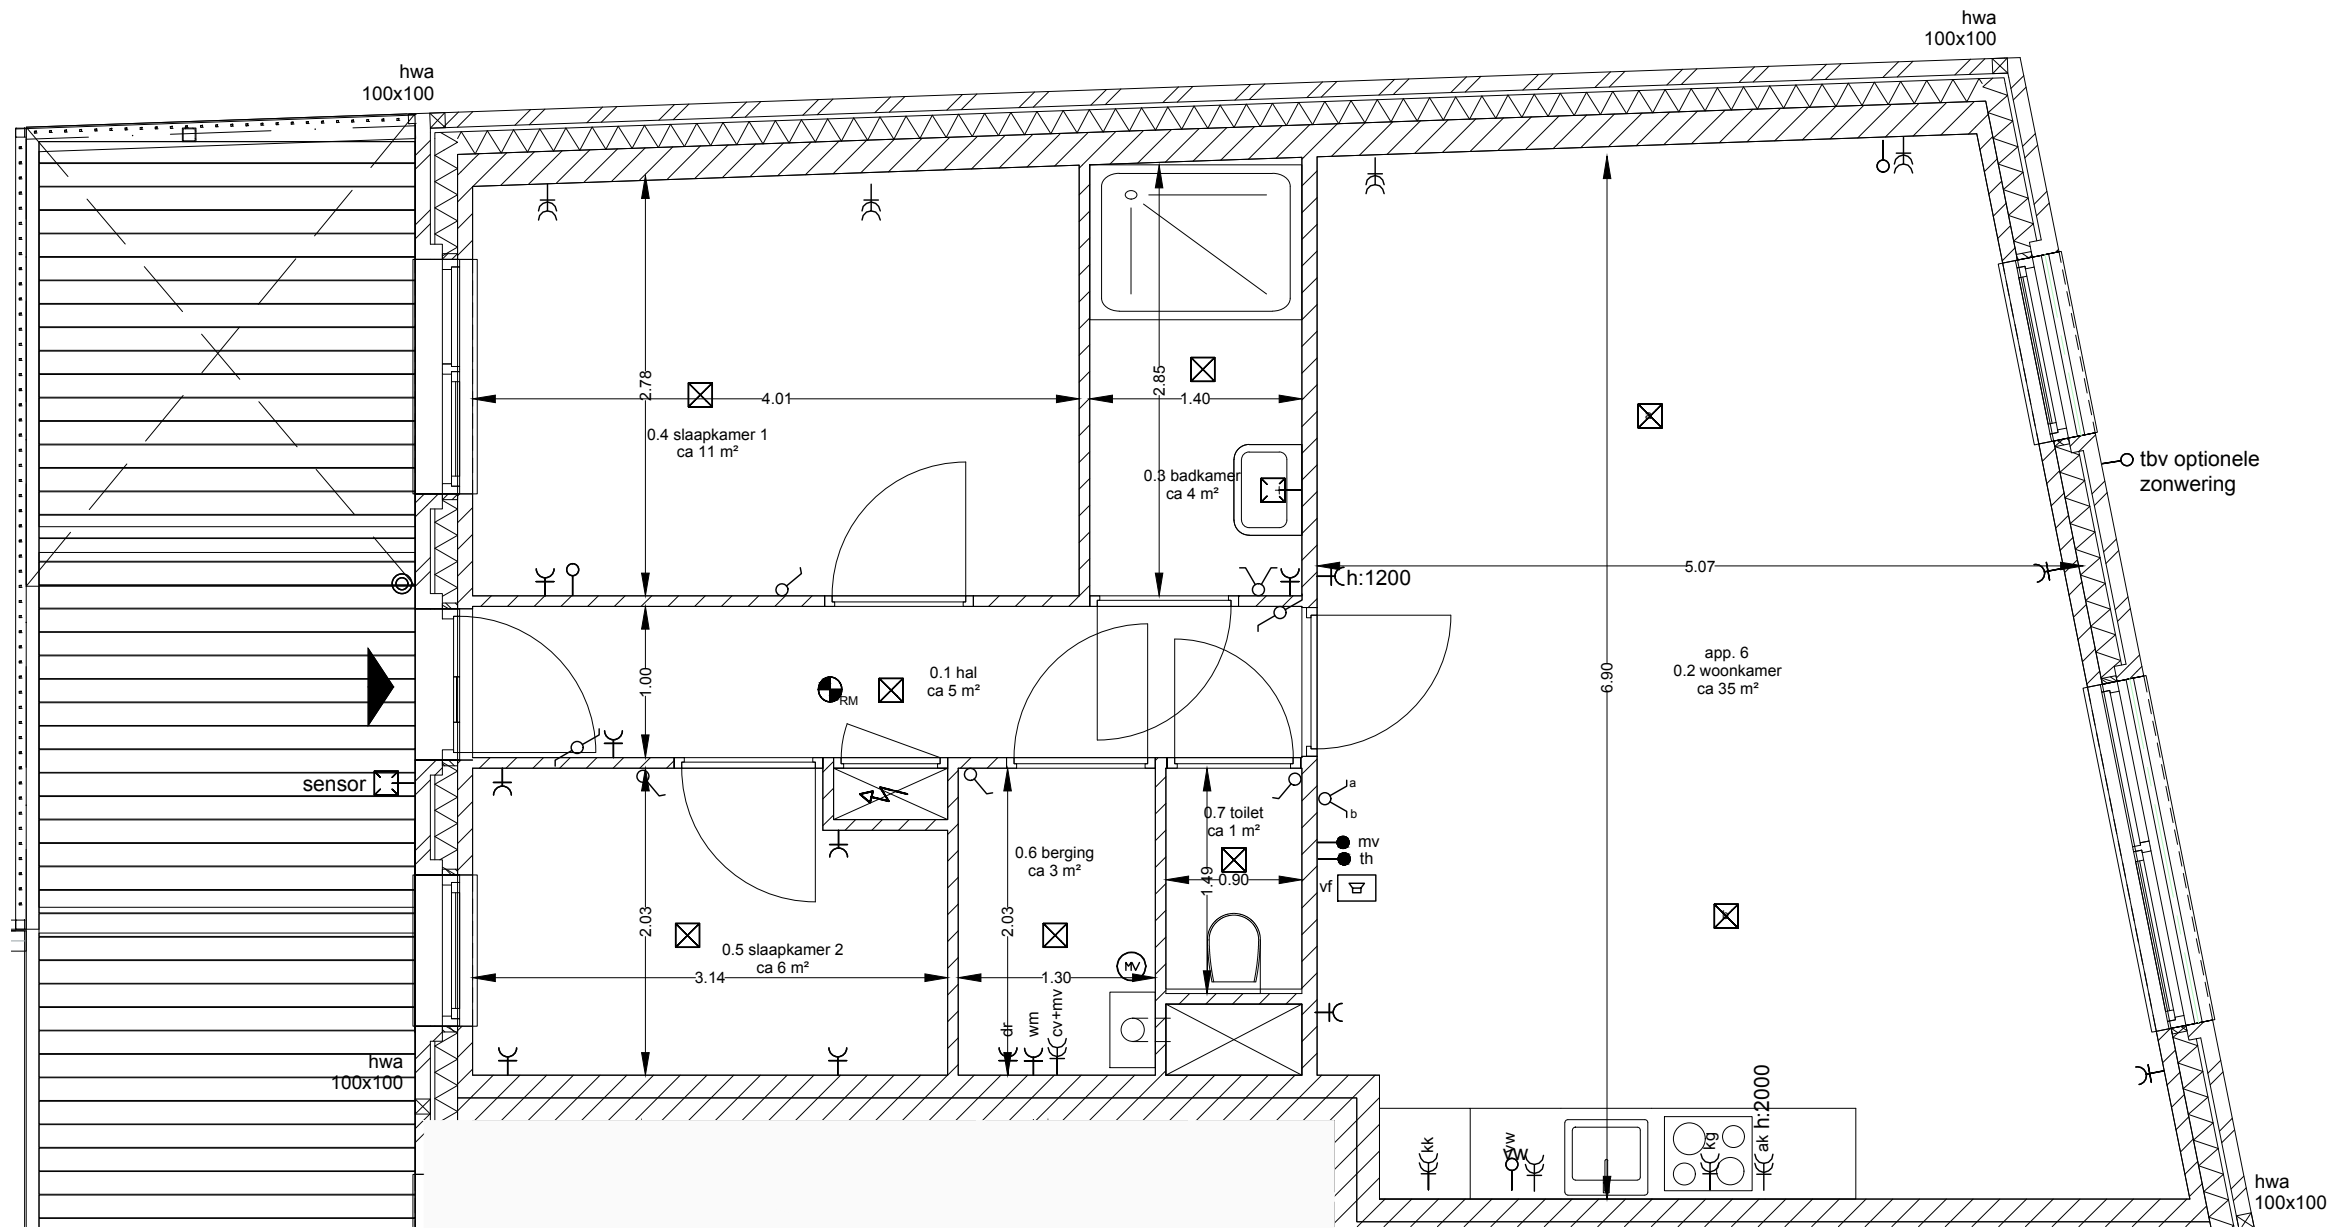 hwa
100x100
hwa
100x100
2.78
4.01
0.4 slaapkamer 1
ca 11 m²
2.85
1.40
0.3 badkamer
ca 4 m²
tbv optionele
zonwering
h:1200
5.07
1.00
RM
0.1 hal
ca 5 m²
6.90
app. 6
0.2 woonkamer
ca 35 m²
sensor
a
b
mv
th
vf
0.7 toilet
ca 1 m²
1.49
0.90
0.6 berging
ca 3 m²
2.03
2.03
0.5 slaapkamer 2
ca 6 m²
3.14
1.30
MV
dr
wm
cv+mv
hwa
100x100
kk
vw
vw
kg
ak h:2000
hwa
100x100